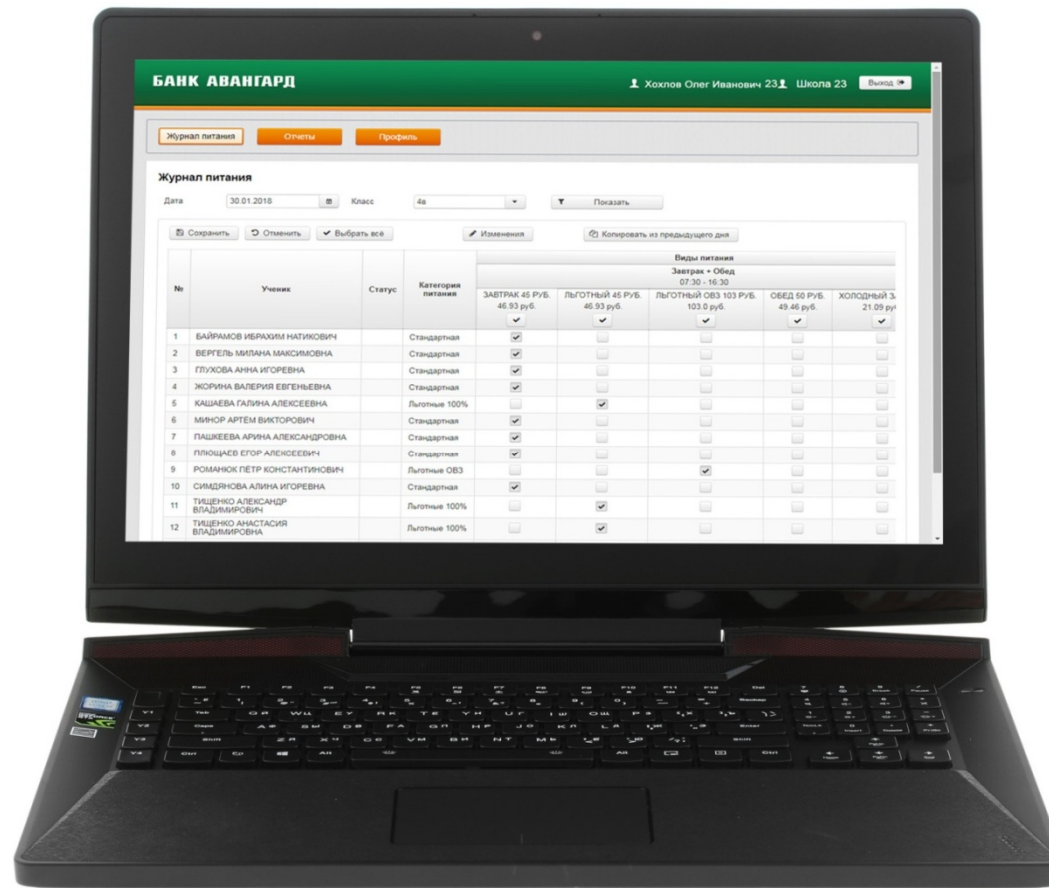 БАНК АВАНГАРД
Хохлов Олег Иванович 23 Школа 23 Выход
Журнал питания Отчеты Профиль
Журнал питания
Дата 30.01.2018 Класс 4в Показать
Сохранить Отменить Выбрать всё Изменения Копировать из предыдущего дня
Виды питания
Завтрак + Обед
07:30 - 16:30
№ Ученик Статус Категория питания
ЗАВТРАК 45 РУБ. ЛЬГОТНЫЙ 45 РУБ. ЛЬГОТНЫЙ ОВЗ 103 РУБ. ОБЕД 50 РУБ. ХОЛОДНЫЙ
46.93 руб. 46.93 руб. 103.0 руб. 49.46 руб. 21.09
1 БАЙРАМОВ ИБРАХИМ НАТИКОВИЧ Стандартная
2 ВЕРГЕЛЬ МИЛАНА МАКСИМОВНА Стандартная
3 ГЛУХОВА АННА ИГОРЕВНА Стандартная
4 ЖОРИНА ВАЛЕРИЯ ЕВГЕНЬЕВНА Стандартная
5 КАШАЕВА ГАЛИНА АЛЕКСЕЕВНА Льготные 100%
6 МИНОР АРТЁМ ВИКТОРОВИЧ Стандартная
7 ПАШКЕЕВА АРИНА АЛЕКСАНДРОВНА Стандартная
8 ПЛЮЩАЕВ ЕГОР АЛЕКСЕЕВИЧ Стандартная
9 РОМАНЮК ПЁТР КОНСТАНТИНОВИЧ Льготные ОВЗ
10 СИМДЯНОВА АЛИНА ИГОРЕВНА Стандартная
11 ТИЩЕНКО АЛЕКСАНДР ВЛАДИМИРОВИЧ Льготные 100%
12 ТИЩЕНКО АНАСТАСИЯ ВЛАДИМИРОВНА Льготные 100%